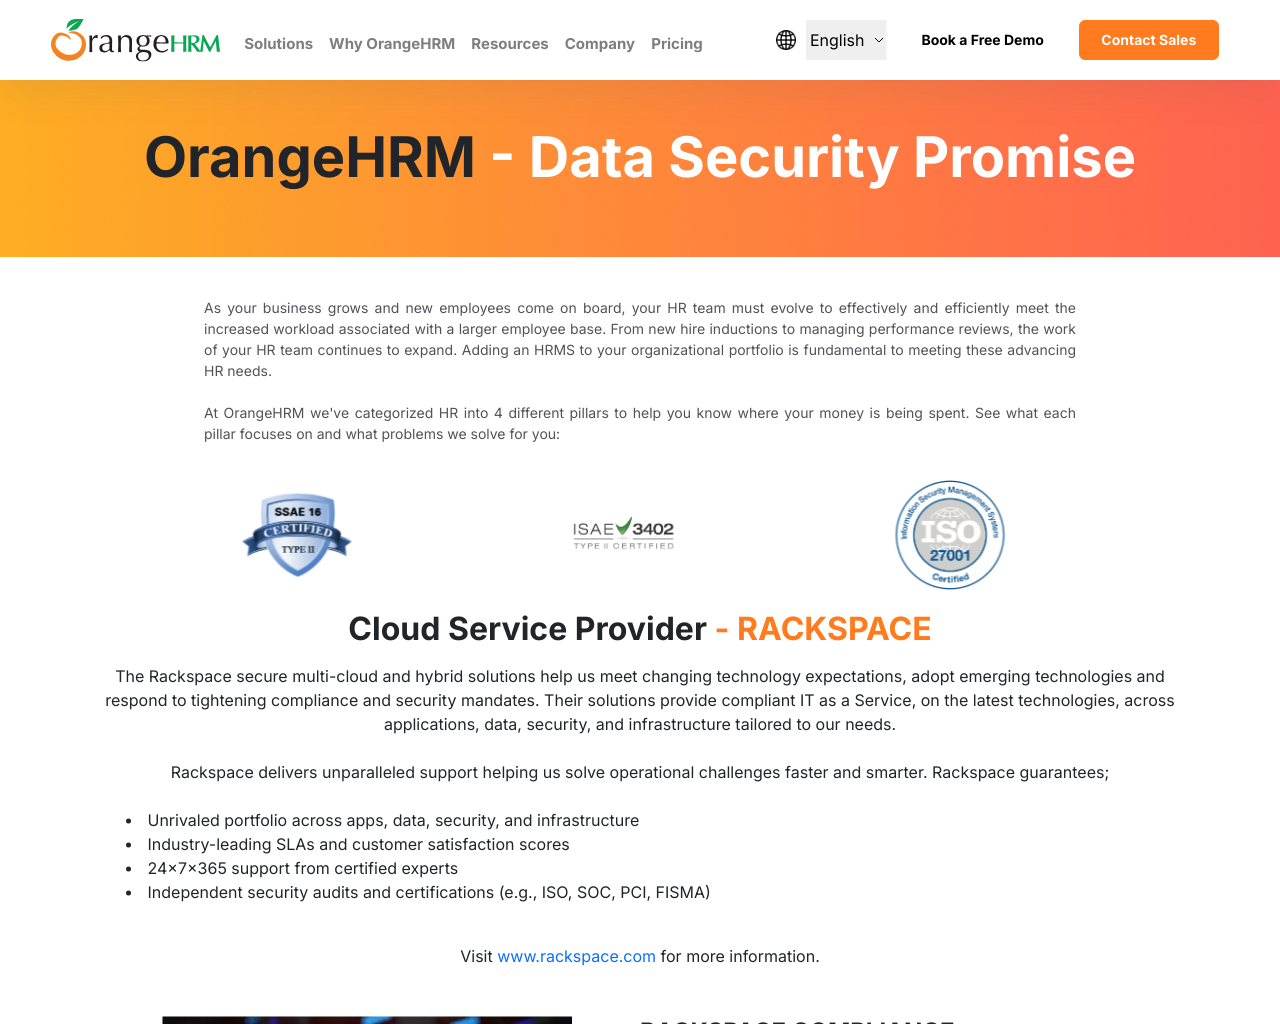 OrangeHRM
Solutions
Why OrangeHRM
Resources
Company
Pricing
English
Book a Free Demo
Contact Sales
OrangeHRM - Data Security Promise
As your business grows and new employees come on board, your HR team must evolve to effectively and efficiently meet the
increased workload associated with a larger employee base. From new hire inductions to managing performance reviews, the work
of your HR team continues to expand. Adding an HRMS to your organizational portfolio is fundamental to meeting these advancing
HR needs.
At OrangeHRM we've categorized HR into 4 different pillars to help you know where your money is being spent. See what each
pillar focuses on and what problems we solve for you:
SSAE 16
CERTIFIED
TYPE II
ISAE 3402
TYPE II CERTIFIED
Information Security Management System
ISO
27001
Certified
Cloud Service Provider - RACKSPACE
The Rackspace secure multi-cloud and hybrid solutions help us meet changing technology expectations, adopt emerging technologies and
respond to tightening compliance and security mandates. Their solutions provide compliant IT as a Service, on the latest technologies, across
applications, data, security, and infrastructure tailored to our needs.
Rackspace delivers unparalleled support helping us solve operational challenges faster and smarter. Rackspace guarantees;
• Unrivaled portfolio across apps, data, security, and infrastructure
• Industry-leading SLAs and customer satisfaction scores
• 24×7×365 support from certified experts
• Independent security audits and certifications (e.g., ISO, SOC, PCI, FISMA)
Visit www.rackspace.com for more information.
RACKSPACE COMPLIANCE